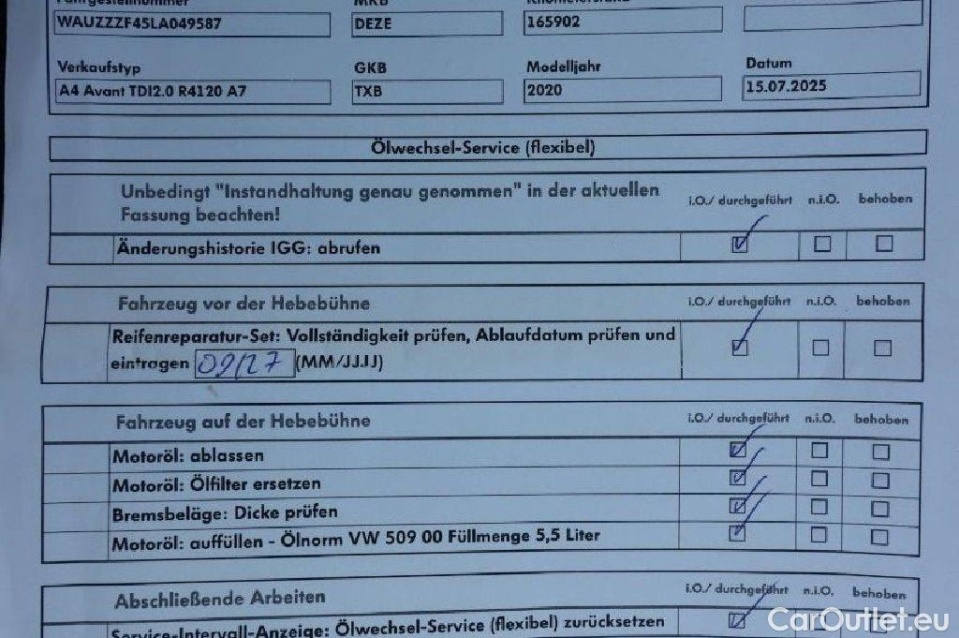 Fahrgestellnummer MKB Kilometerstand
WAUZZZF45LA049587 DEZE 165902
Verkaufstyp GKB Modelljahr Datum
A4 Avant TDI2.0 R4120 A7 TXB 2020 15.07.2025
Ölwechsel-Service (flexibel)
Unbedingt "Instandhaltung genau genommen" in der aktuellen
Fassung beachten!
i.O./ durchgeführt n.i.O. behoben
Änderungshistorie IGG: abrufen
Fahrzeug vor der Hebebühne i.O./ durchgeführt n.i.O. behoben
Reifenreparatur-Set: Vollständigkeit prüfen, Ablaufdatum prüfen und
eintragen 09/27 (MM/JJJJ)
Fahrzeug auf der Hebebühne i.O./ durchgeführt n.i.O. behoben
Motoröl: ablassen
Motoröl: Ölfilter ersetzen
Bremsbeläge: Dicke prüfen
Motoröl: auffüllen - Ölnorm VW 509 00 Füllmenge 5,5 Liter
Abschließende Arbeiten i.O./ durchgeführt n.i.O. behoben
Service-Intervall-Anzeige: Ölwechsel-Service (flexibel) zurücksetzen
CarOutlet.eu